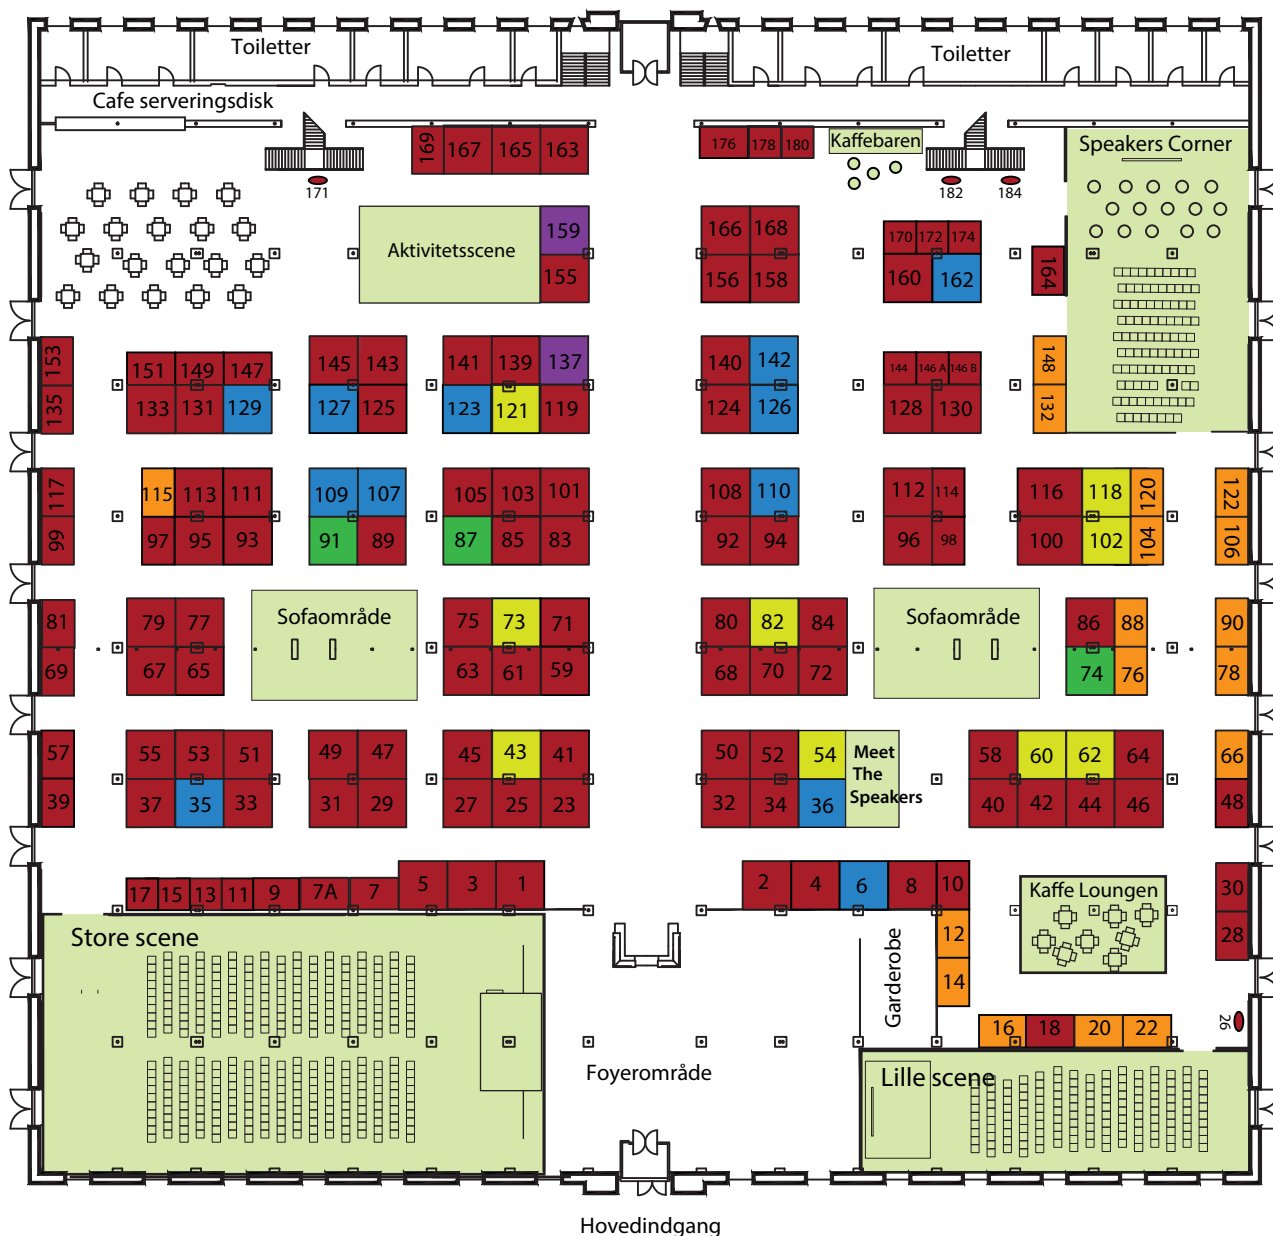 Toiletter
Toiletter
Cafe serveringsdisk
169 167 165 163
176 178 180
Kaffebaren
Speakers Corner
171
182 184
Aktivitetsscene
159
155
166 168
156 158
170 172 174
160 162
164
153
135
151 149 147
133 131 129
145 143
127 125
141 139 137
123 121 119
140 142
124 126
144 146 A 146 B
128 130
148
132
117
99
115 113 111
97 95 93
109 107
91 89
105 103 101
87 85 83
108 110
92 94
112 114
96 98
116 118 120
100 102 104
122
106
81
69
79 77
67 65
Sofaområde
75 73 71
63 61 59
80 82 84
68 70 72
Sofaområde
86 88
74 76
90
78
57
39
55 53 51
37 35 33
49 47
31 29
45 43 41
27 25 23
50 52 54
32 34 36
Meet
The
Speakers
58 60 62 64
40 42 44 46
66
48
17 15 13 11 9 7A 7 5 3 1
2 4 6 8 10
12
14
Kaffe Loungen
30
28
Store scene
Garderobe
16 18 20 22
26
Foyerområde
Lille scene
Hovedindgang